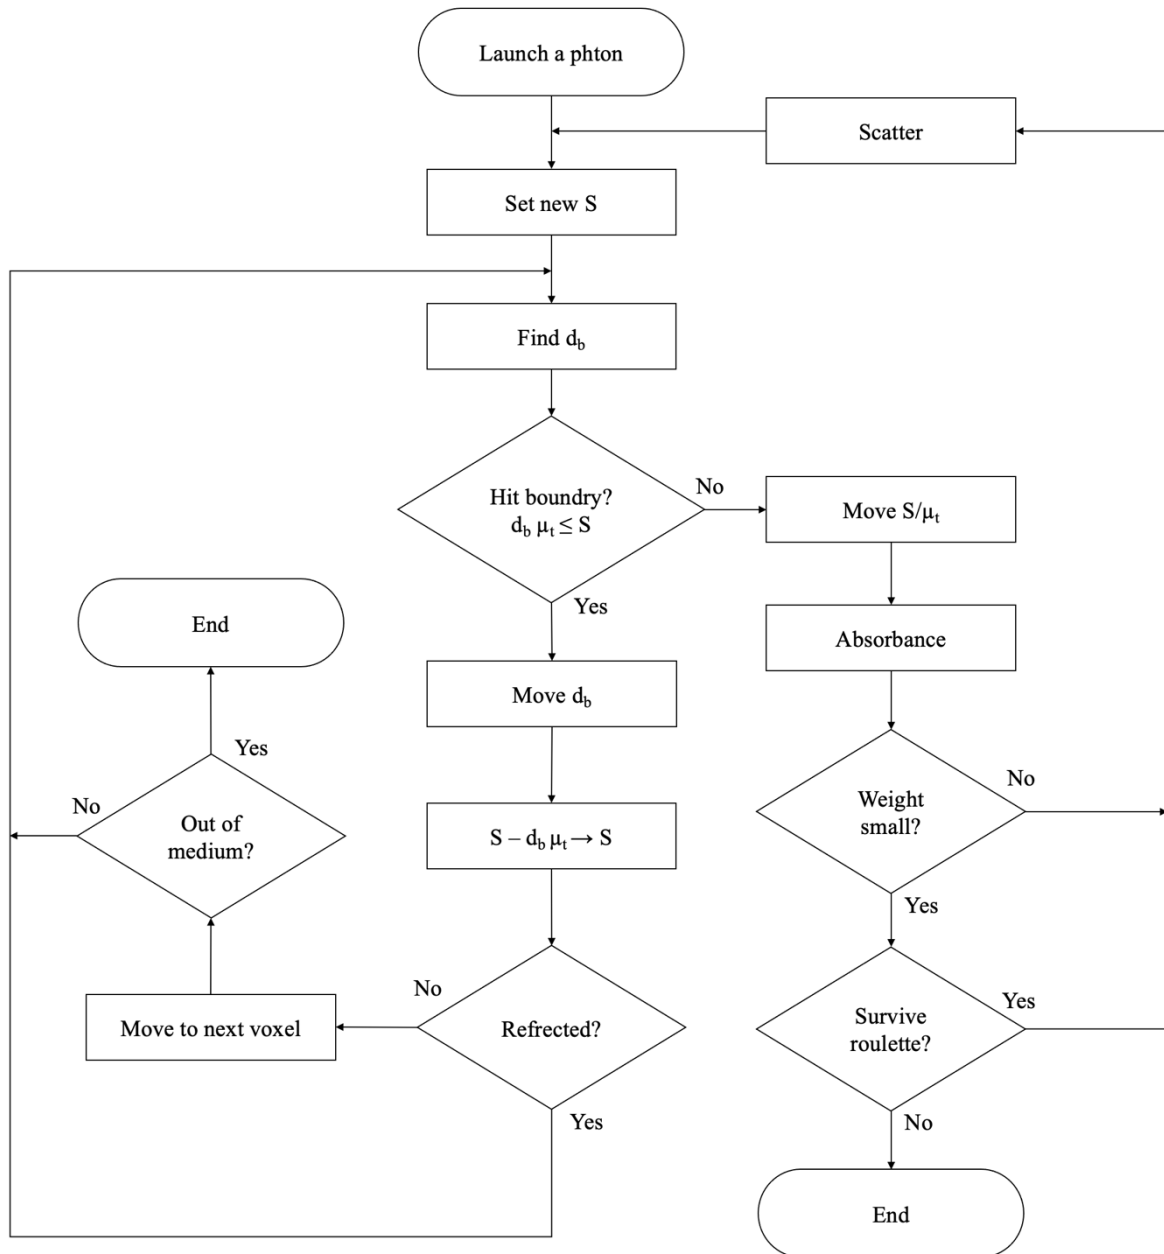 Launch a phton
Scatter
Set new S
Find d_b
Hit boundry?
d_b μ_t ≤ S
No
Move S/μ_t
Yes
End
Absorbance
Move d_b
Yes
No
Out of
medium?
S – d_b μ_t → S
Weight
small?
No
Yes
No
Move to next voxel
Refrected?
Survive
roulette?
Yes
Yes
No
End